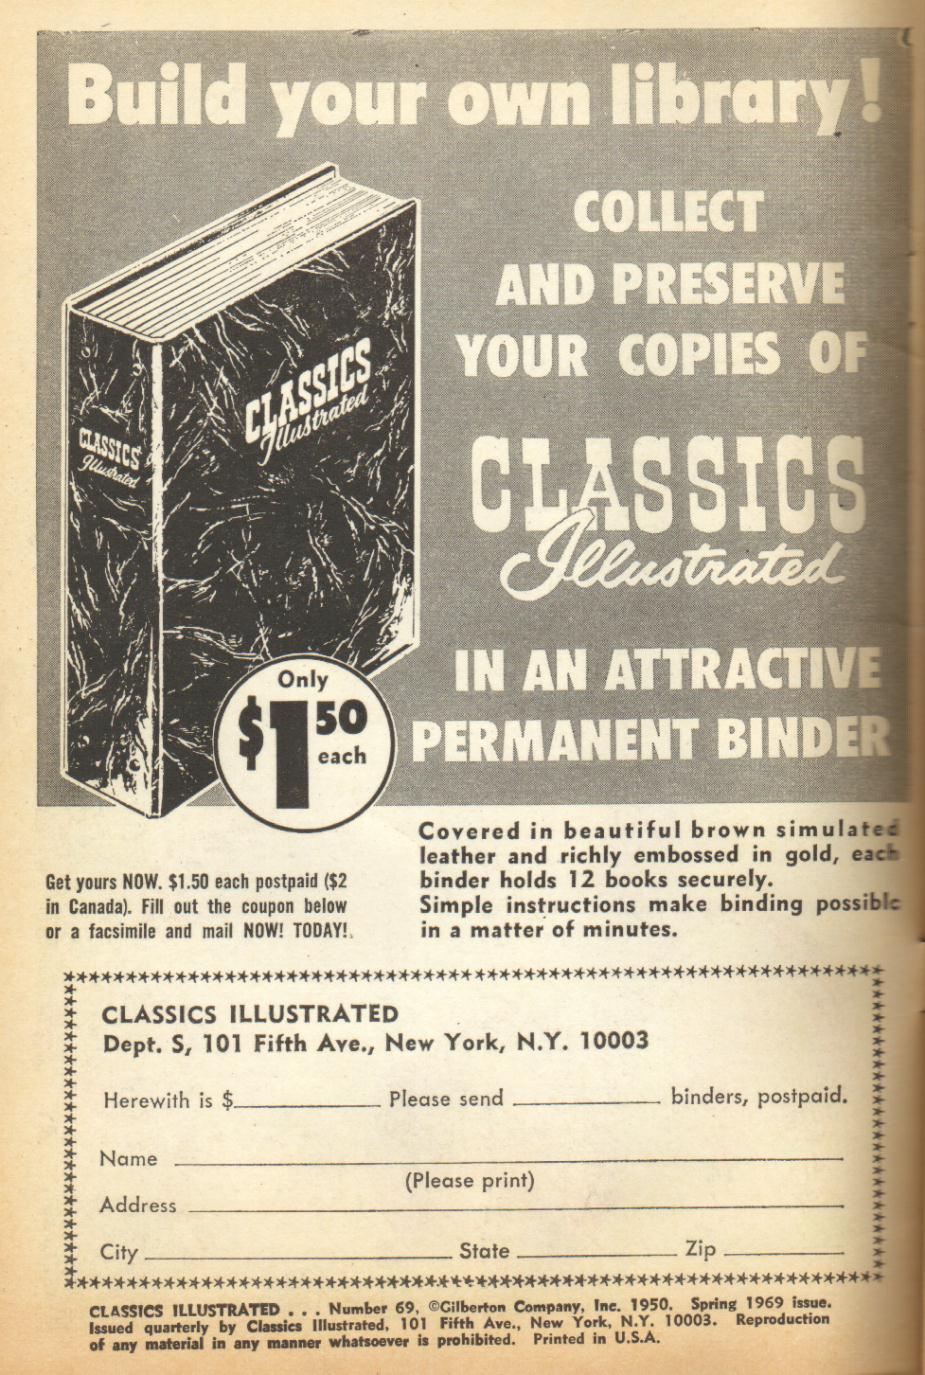 Build your own library!
COLLECT
AND PRESERVE
YOUR COPIES OF
CLASSICS
Illustrated
IN AN ATTRACTIVE
PERMANENT BINDER
CLASSICS
Illustrated
CLASSICS
Illustrated
Only
$1 50
each
Covered in beautiful brown simulated
leather and richly embossed in gold, each
binder holds 12 books securely.
Simple instructions make binding possible
in a matter of minutes.
Get yours NOW. $1.50 each postpaid ($2
in Canada). Fill out the coupon below
or a facsimile and mail NOW! TODAY!
CLASSICS ILLUSTRATED
Dept. S, 101 Fifth Ave., New York, N.Y. 10003
Herewith is $ Please send binders, postpaid.
Name
(Please print)
Address
City State Zip
CLASSICS ILLUSTRATED . . . Number 69, ©Gilberton Company, Inc. 1950. Spring 1969 issue.
Issued quarterly by Classics Illustrated, 101 Fifth Ave., New York, N.Y. 10003. Reproduction
of any material in any manner whatsoever is prohibited. Printed in U.S.A.